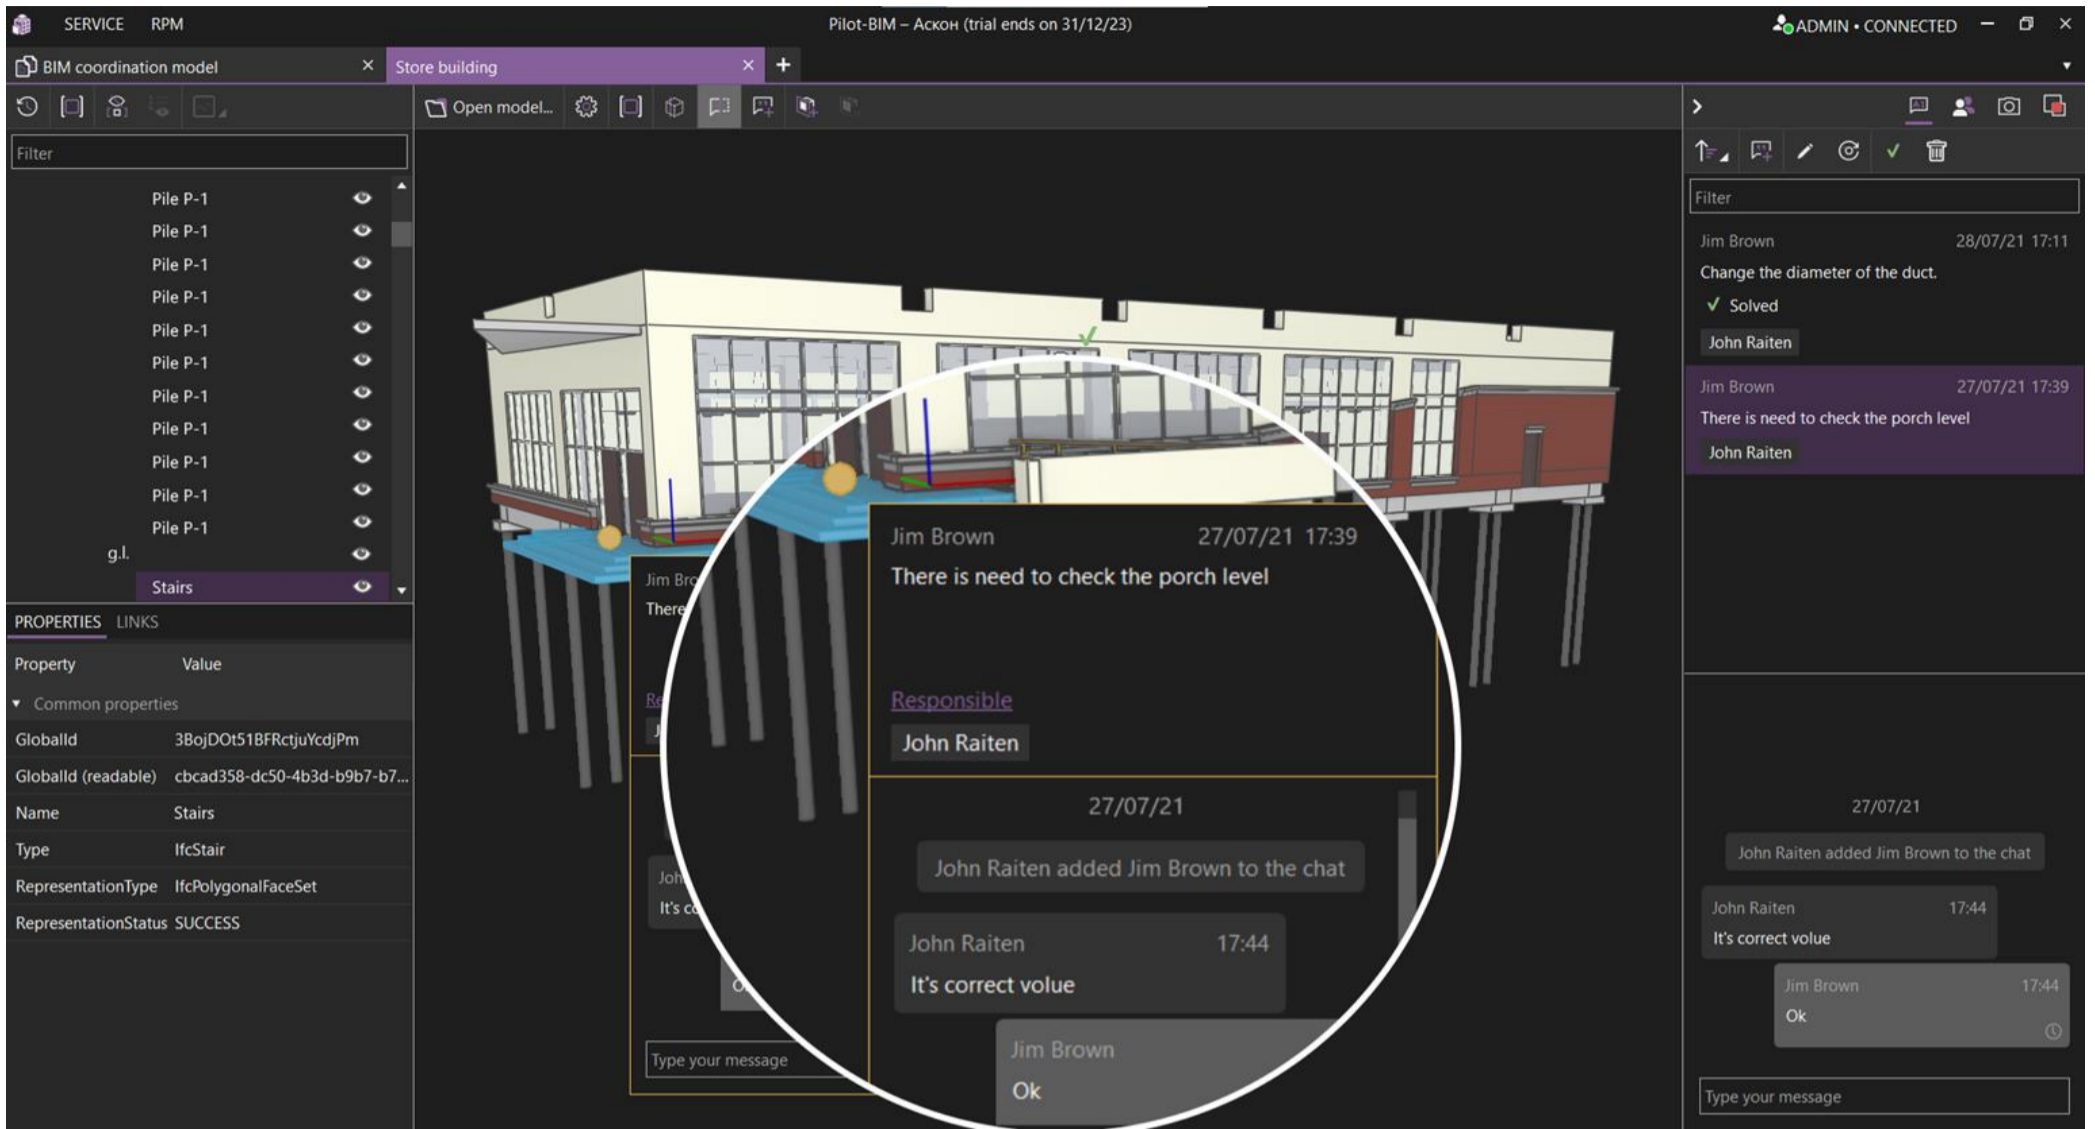 SERVICE RPM Pilot-BIM – Аскон (trial ends on 31/12/23) ADMIN • CONNECTED
BIM coordination model
Store building
Open model...
Filter
Pile P-1
Pile P-1
Pile P-1
Pile P-1
Pile P-1
Pile P-1
Pile P-1
Pile P-1
Pile P-1
Pile P-1
Pile P-1
g.l.
Stairs
PROPERTIES LINKS
Property Value
Common properties
GlobalId 3BojDOt51BFRctjuYcdjPm
GlobalId (readable) cbcad358-dc50-4b3d-b9b7-b7...
Name Stairs
Type IfcStair
RepresentationType IfcPolygonalFaceSet
RepresentationStatus SUCCESS
Jim Bro
There
Re
J
Joh
It's co
O
Type your message
Jim Brown 27/07/21 17:39
There is need to check the porch level
Responsible
John Raiten
27/07/21
John Raiten added Jim Brown to the chat
John Raiten 17:44
It's correct volue
Jim Brown
Ok
Filter
Jim Brown 28/07/21 17:11
Change the diameter of the duct.
Solved
John Raiten
Jim Brown 27/07/21 17:39
There is need to check the porch level
John Raiten
27/07/21
John Raiten added Jim Brown to the chat
John Raiten 17:44
It's correct volue
Jim Brown 17:44
Ok
Type your message